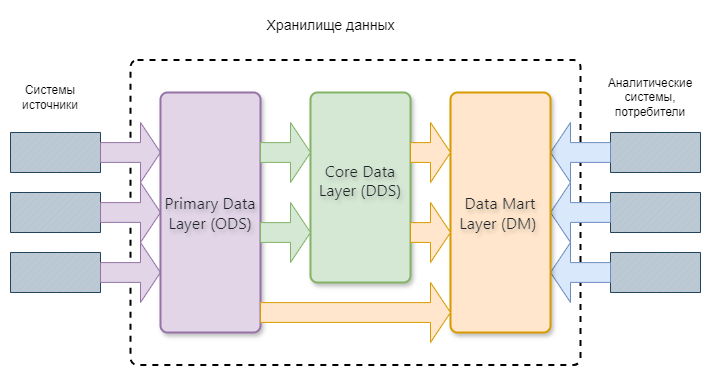 Хранилище данных
Системы
источники
Аналитические
системы,
потребители
Primary Data
Layer (ODS)
Core Data
Layer (DDS)
Data Mart
Layer (DM)